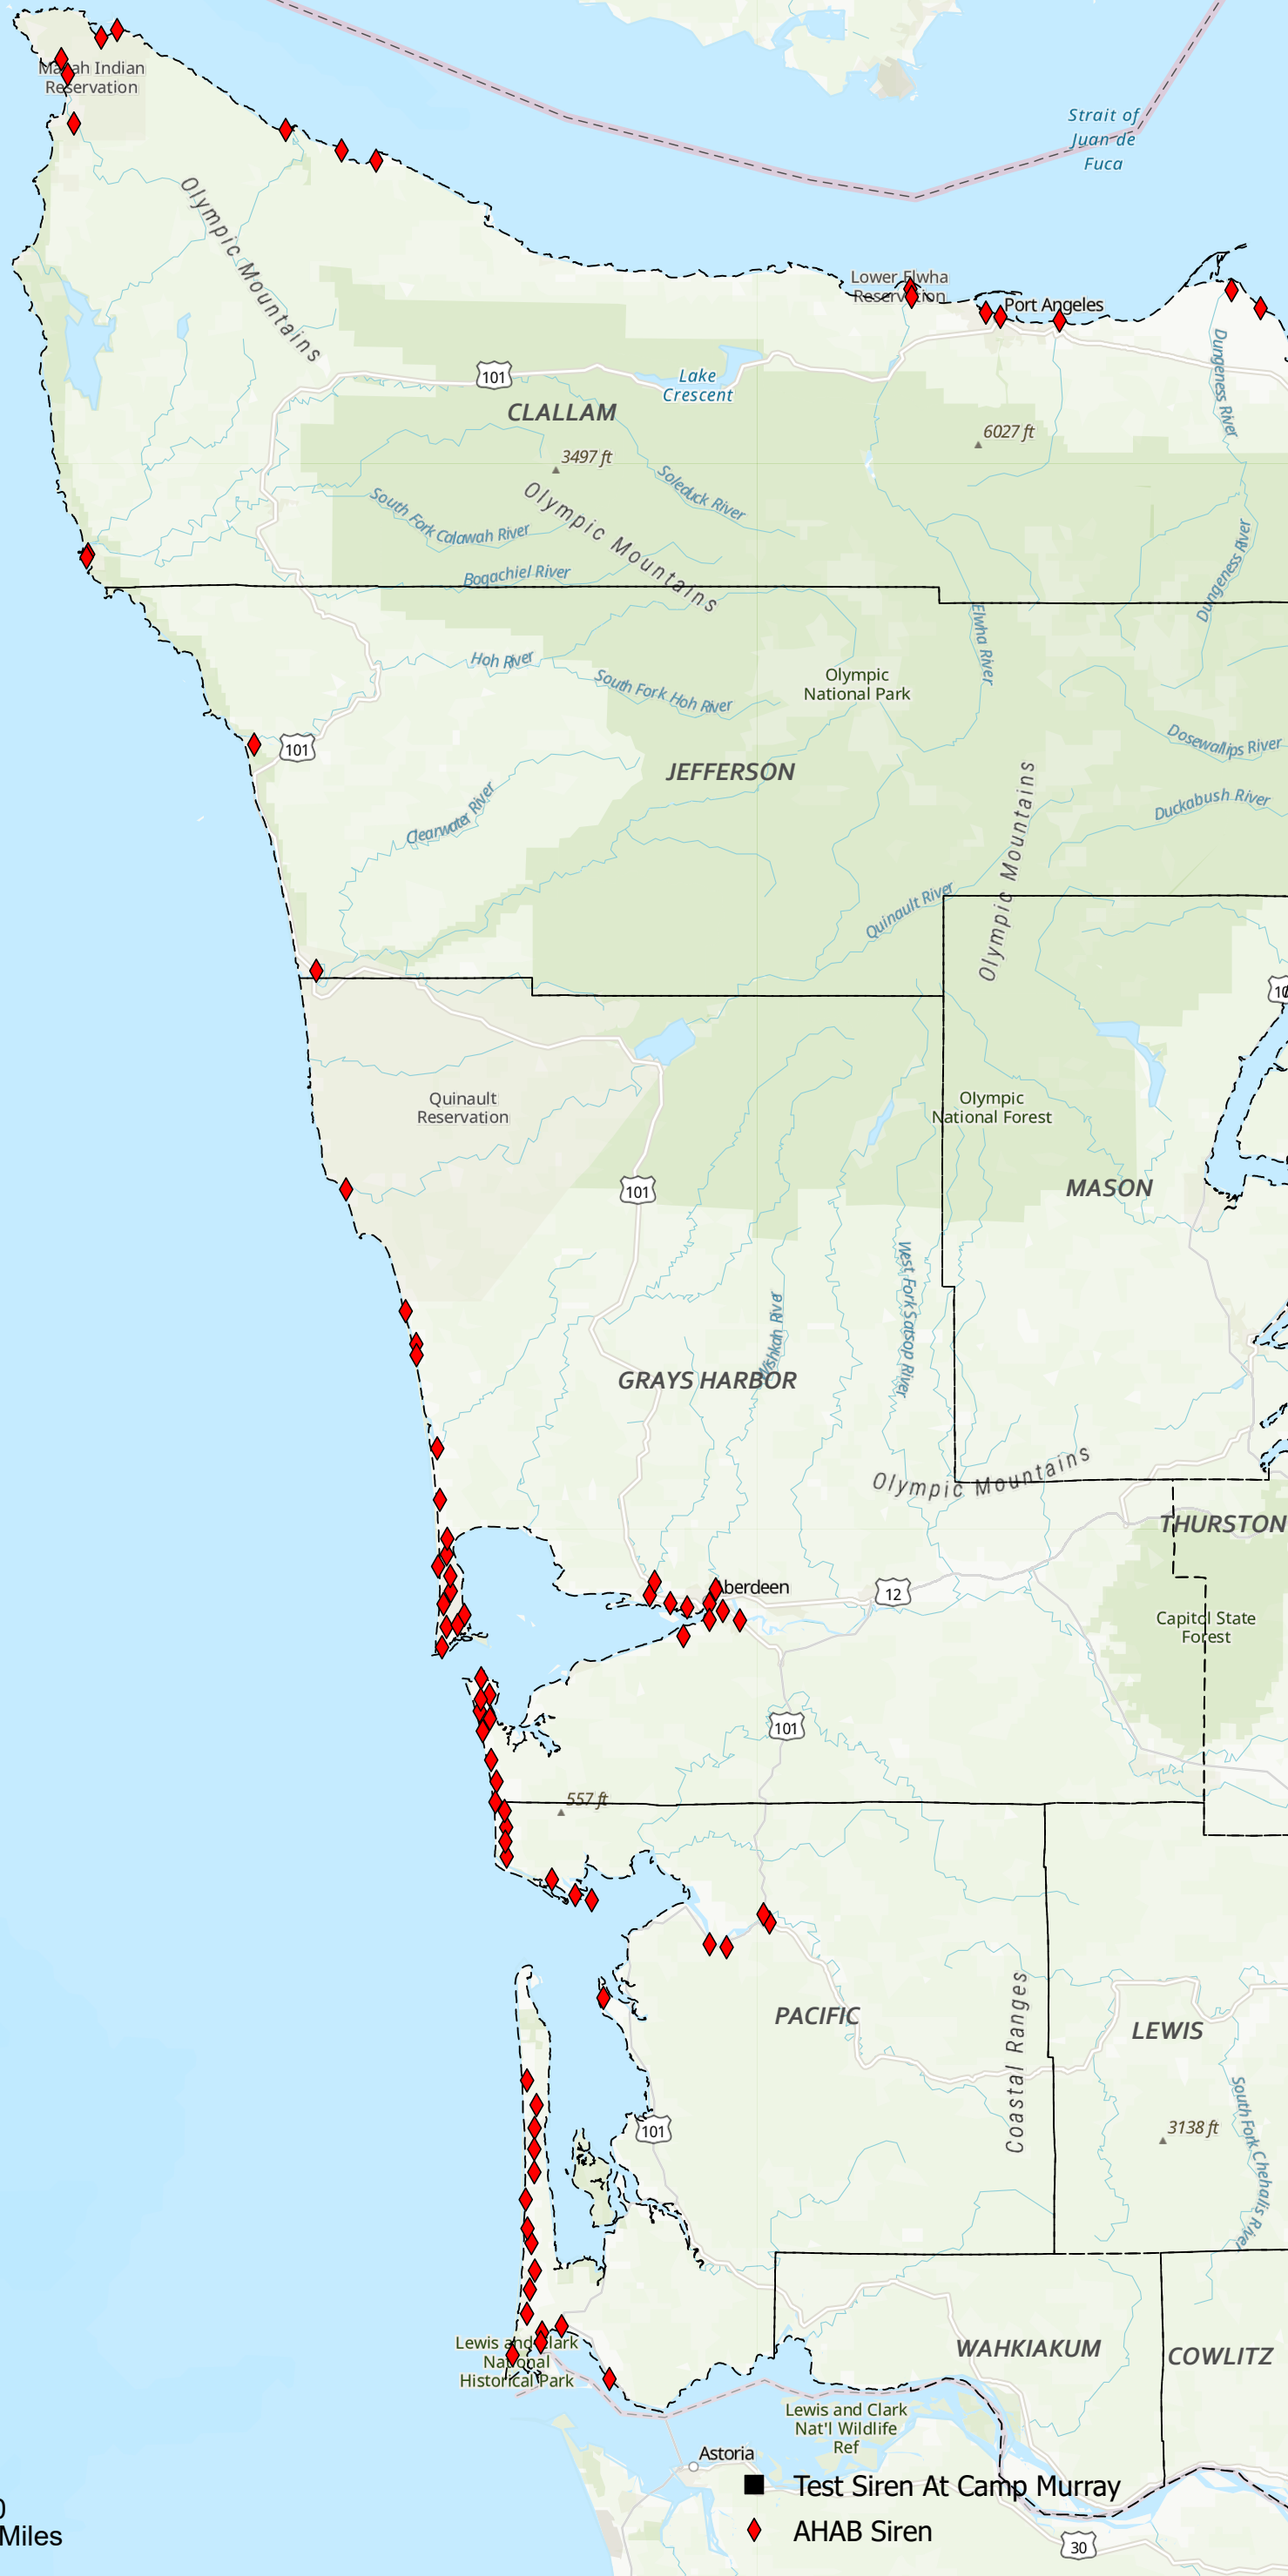 Makah Indian
Reservation
Strait of
Juan de
Fuca
Olympic Mountains
Lower Elwha
Reservation
Port Angeles
Dungeness River
101
Lake
Crescent
CLALLAM
6027 ft
3497 ft
Soleduck River
Olympic Mountains
South Fork Calawah River
Bogachiel River
Dungeness River
Elwha River
Hoh River
South Fork Hoh River
Olympic
National Park
Dosewallips River
101
JEFFERSON
Olympic Mountains
Duckabush River
Clearwater River
Quinault River
10
Quinault
Reservation
Olympic
National Forest
101
MASON
West Fork Satsop River
Wishkah Rive
GRAYS HARBOR
Olympic Mountains
THURSTON
Aberdeen
12
Capitol State
Forest
101
557 ft
PACIFIC
Coastal Ranges
LEWIS
South Fork Chehalis River
101
3138 ft
Lewis and Clark
National
Historical Park
WAHKIAKUM
COWLITZ
Lewis and Clark
Nat'l Wildlife
Ref
Astoria
Test Siren At Camp Murray
0
Miles
AHAB Siren
30